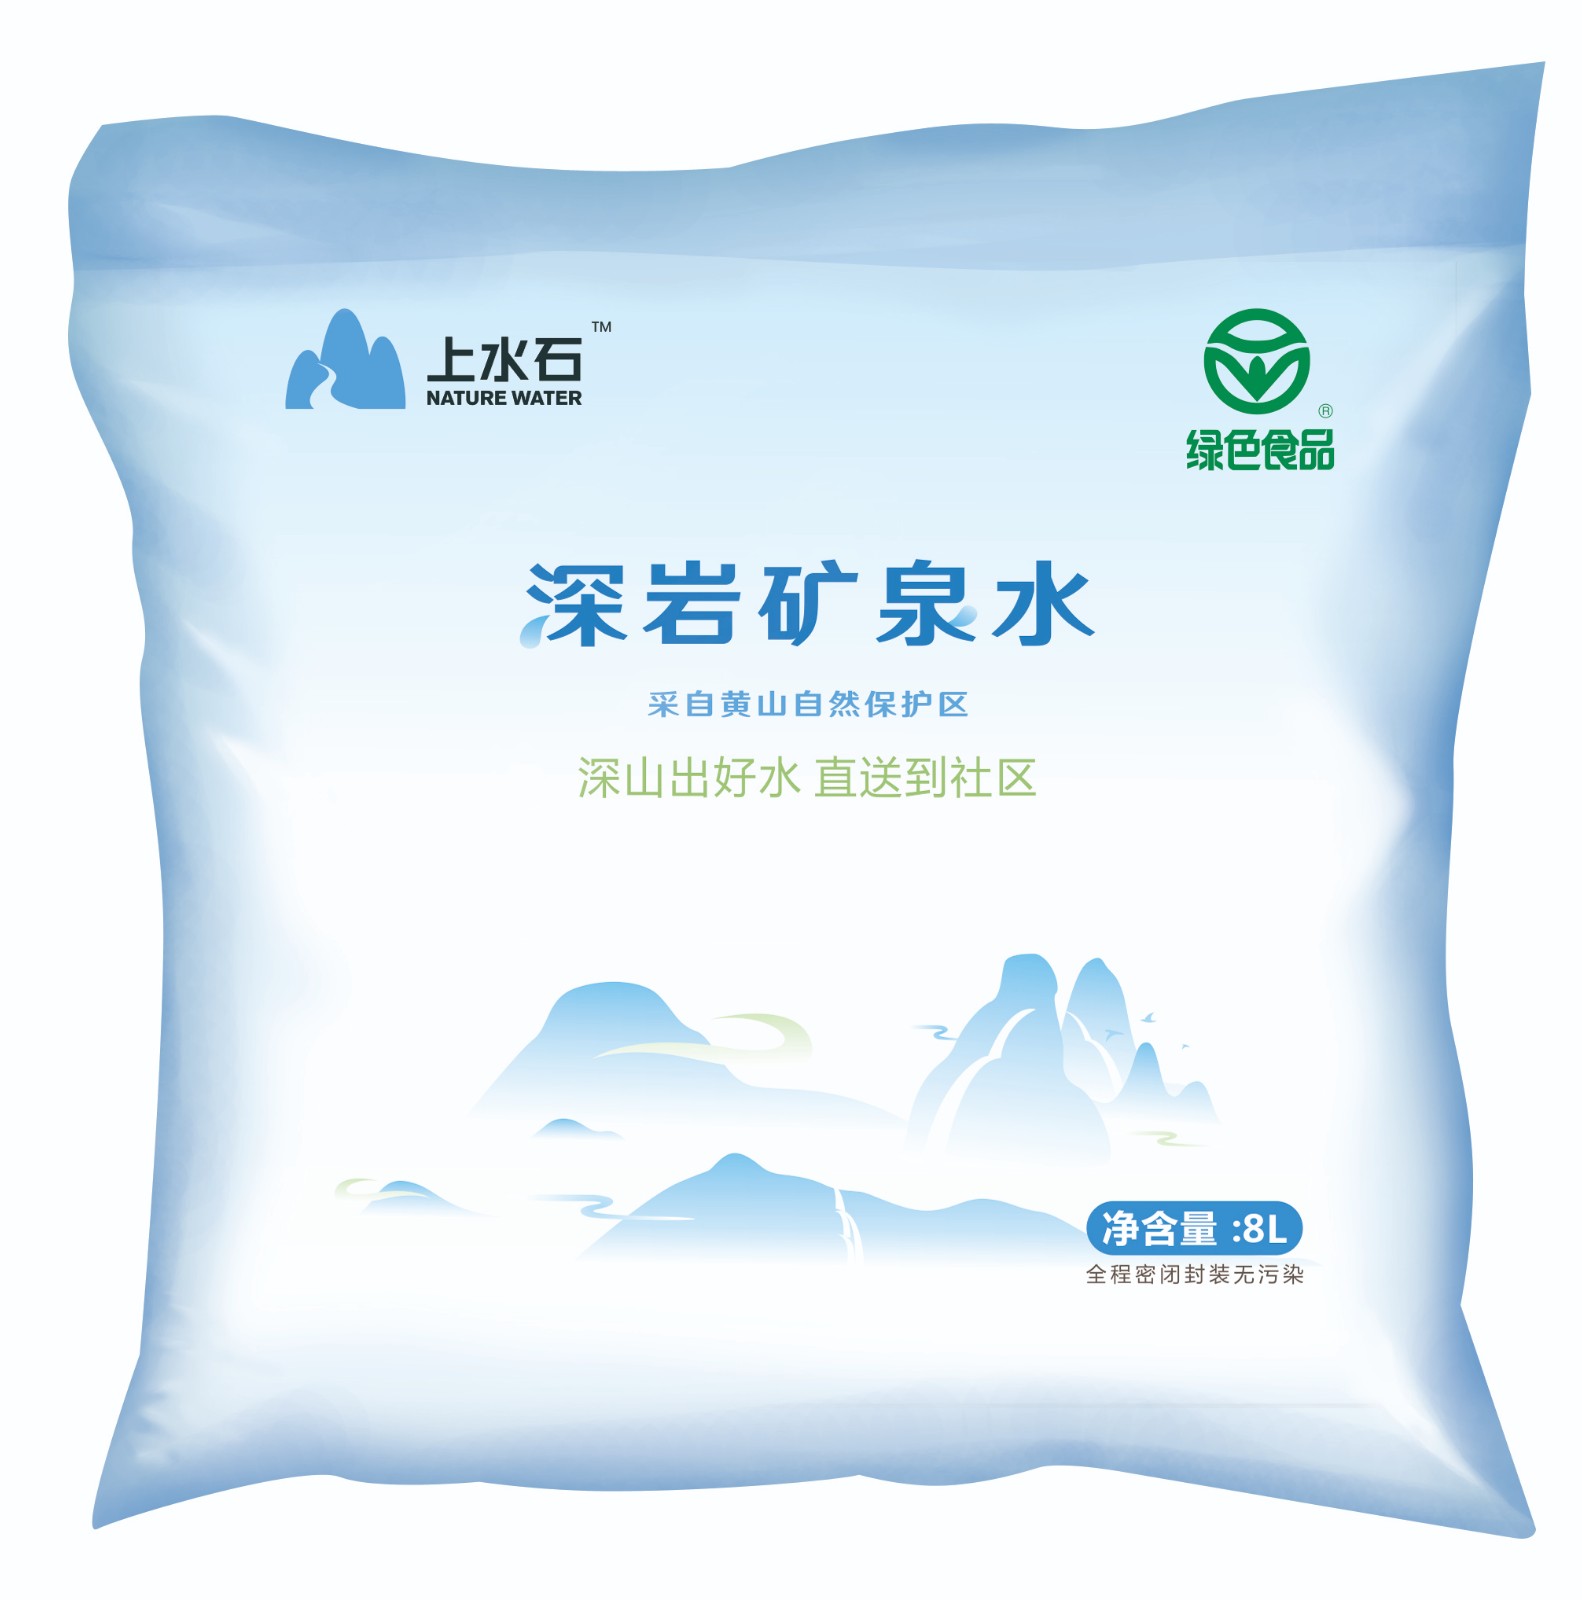 上水石 TM
NATURE WATER
®
绿色食品
深岩矿泉水
采自黄山自然保护区
深山出好水 直送到社区
净含量 :8L
全程密闭封装无污染